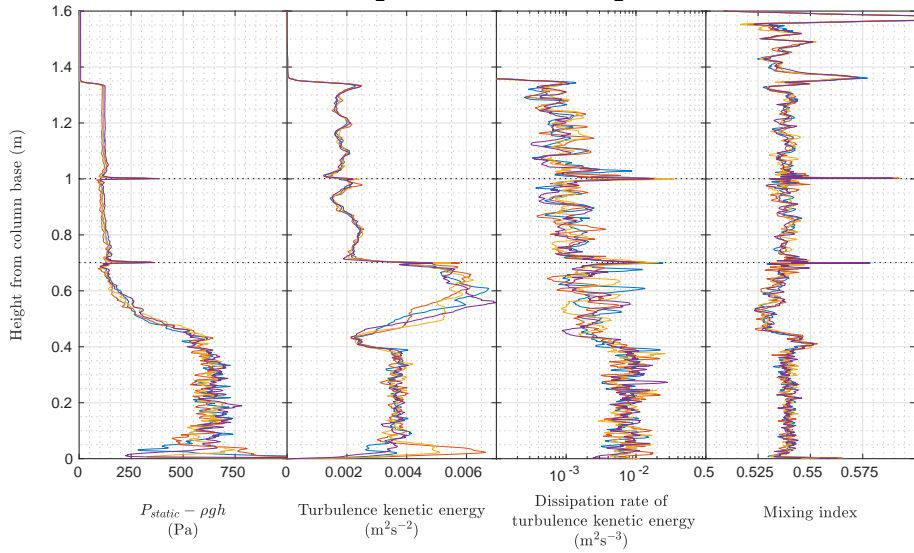 1.6
1.4
1.2
1
0.8
0.6
0.4
0.2
0
Height from column base (m)
0 250 500 750 0 0.002 0.004 0.006 10⁻³ 10⁻² 0.5 0.525 0.55 0.575
P_static − ρgh
(Pa)
Turbulence kenetic energy
(m²s⁻²)
Dissipation rate of
turbulence kenetic energy
(m²s⁻³)
Mixing index